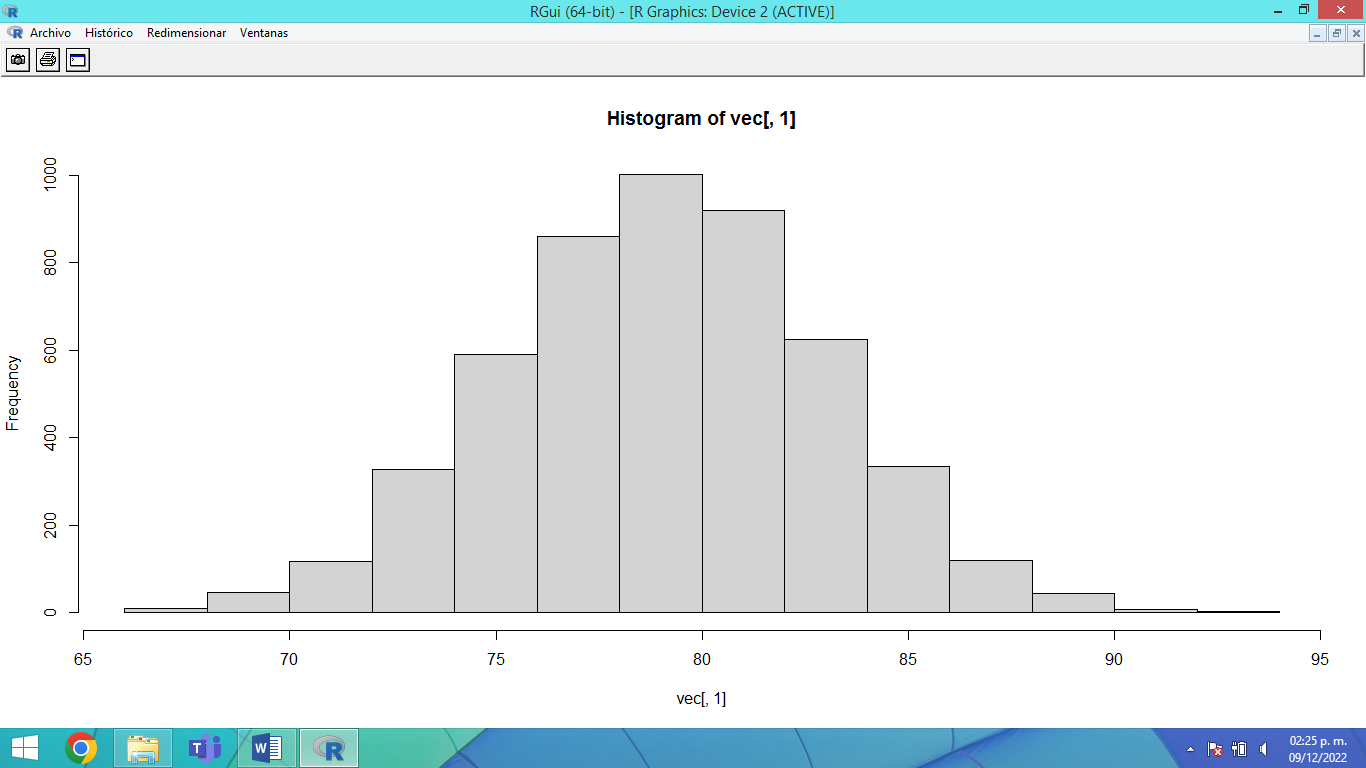 RGui (64-bit) - [R Graphics: Device 2 (ACTIVE)]
Archivo Histórico Redimensionar Ventanas
Histogram of vec[, 1]
Frequency
1000
800
600
400
200
0
65 70 75 80 85 90 95
vec[, 1]
02:25 p. m.
09/12/2022